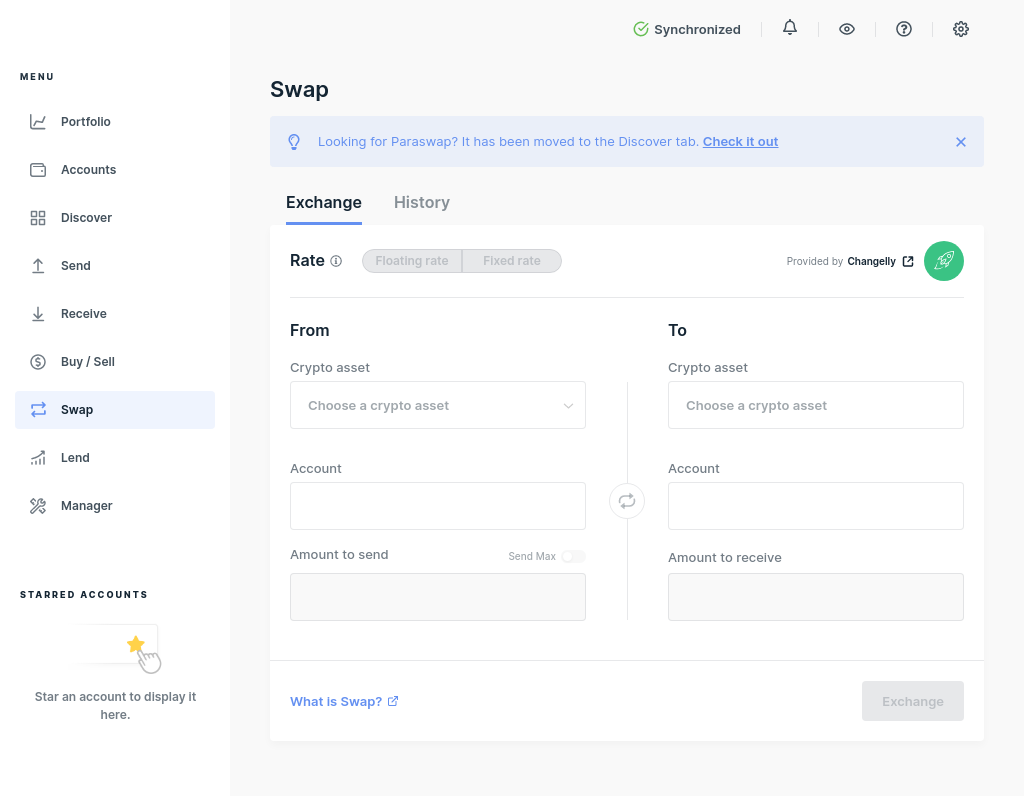 Synchronized
MENU
Portfolio
Accounts
Discover
Send
Receive
Buy / Sell
Swap
Lend
Manager
STARRED ACCOUNTS
Star an account to display it
here.
Swap
Looking for Paraswap? It has been moved to the Discover tab. Check it out
Exchange History
Rate Floating rate Fixed rate Provided by Changelly
From
Crypto asset
Choose a crypto asset
Account
Amount to send Send Max
To
Crypto asset
Choose a crypto asset
Account
Amount to receive
What is Swap? Exchange